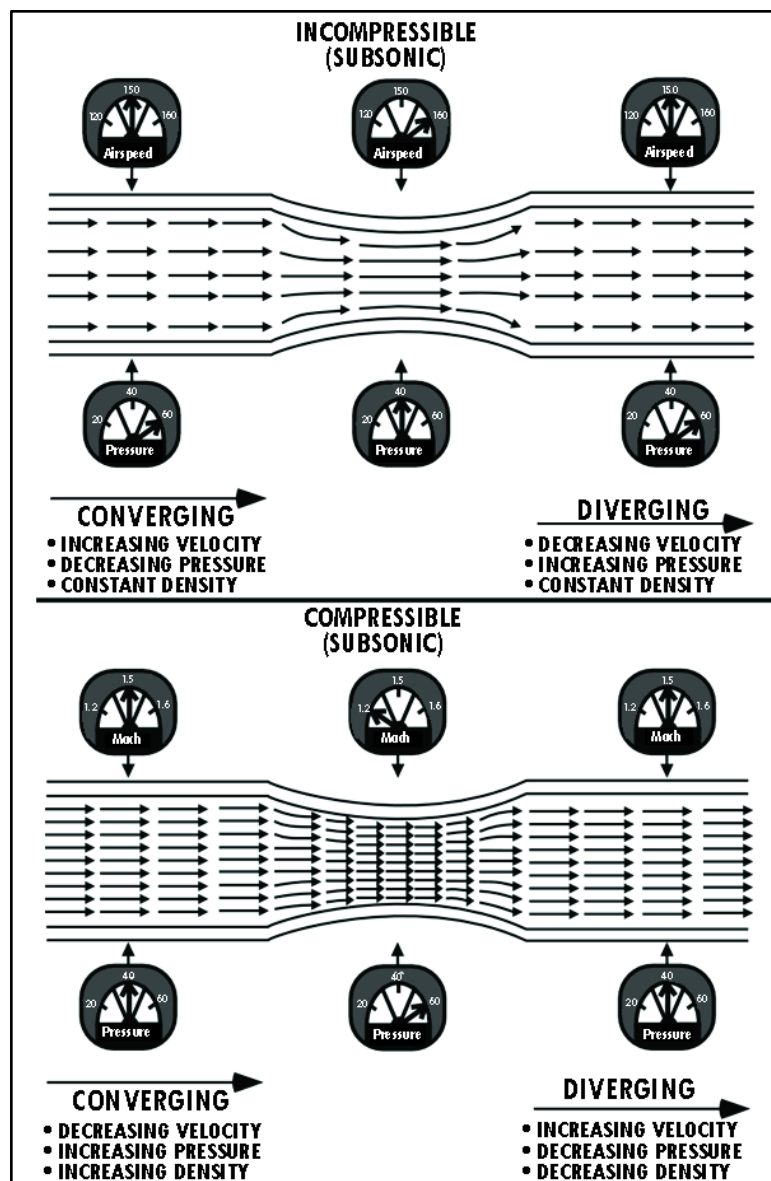 INCOMPRESSIBLE
(SUBSONIC)
120 150 160
Airspeed
120 150 160
Airspeed
120 150 160
Airspeed
20 40 60
Pressure
20 40 60
Pressure
20 40 60
Pressure
CONVERGING
• INCREASING VELOCITY
• DECREASING PRESSURE
• CONSTANT DENSITY
DIVERGING
• DECREASING VELOCITY
• INCREASING PRESSURE
• CONSTANT DENSITY
COMPRESSIBLE
(SUBSONIC)
1.2 1.5 1.6
Mach
1.2 1.5 1.6
Mach
1.2 1.5 1.6
Mach
20 40 60
Pressure
20 40 60
Pressure
20 40 60
Pressure
CONVERGING
• DECREASING VELOCITY
• INCREASING PRESSURE
• INCREASING DENSITY
DIVERGING
• INCREASING VELOCITY
• DECREASING PRESSURE
• DECREASING DENSITY